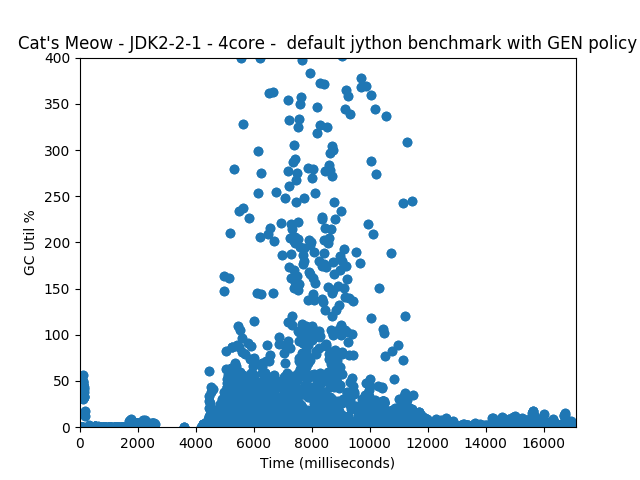 Cat's Meow - JDK2-2-1 - 4core -  default jython benchmark with GEN policy
400
350
300
250
200
150
100
50
0
GC Util %
0 2000 4000 6000 8000 10000 12000 14000 16000
Time (milliseconds)